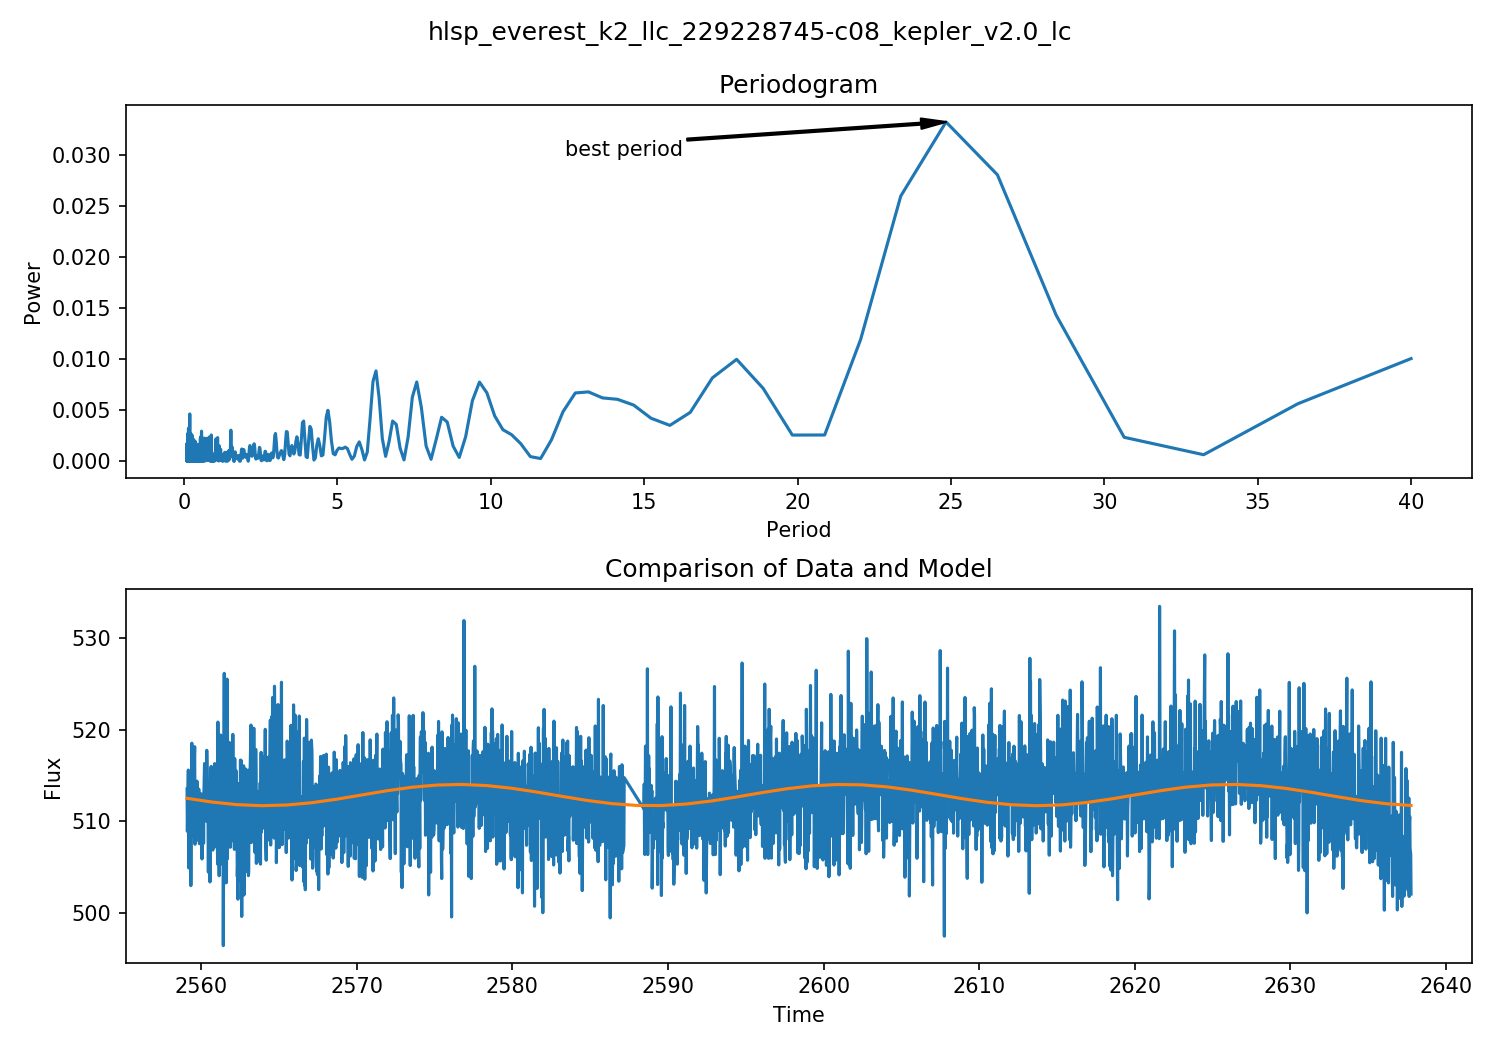 hlsp_everest_k2_llc_229228745-c08_kepler_v2.0_lc
Periodogram
best period
0.030
0.025
0.020
0.015
0.010
0.005
0.000
Power
0 5 10 15 20 25 30 35 40
Period
Comparison of Data and Model
530
520
510
500
Flux
2560 2570 2580 2590 2600 2610 2620 2630 2640
Time